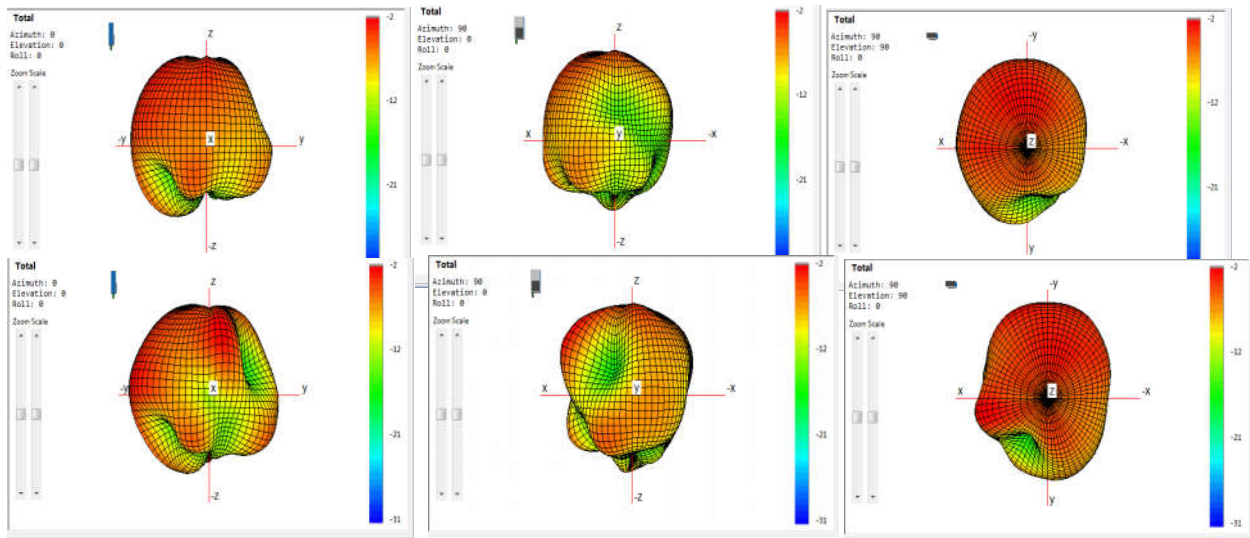 Total
Azimuth: 0
Elevation: 0
Roll: 0
Zoom Scale
z
-y
x
y
-z
-2
-12
-21
Total
Azimuth: 90
Elevation: 0
Roll: 0
Zoom Scale
z
x
y
-x
-z
-2
-12
-21
Total
Azimuth: 90
Elevation: 90
Roll: 0
Zoom Scale
-y
x
z
-x
y
-2
-12
-21
Total
Azimuth: 0
Elevation: 0
Roll: 0
Zoom Scale
z
-y
x
y
-z
-2
-12
-21
-31
Total
Azimuth: 90
Elevation: 0
Roll: 0
Zoom Scale
z
x
y
-x
-z
-2
-12
-21
-31
Total
Azimuth: 90
Elevation: 90
Roll: 0
Zoom Scale
-y
x
z
-x
y
-2
-12
-21
-31